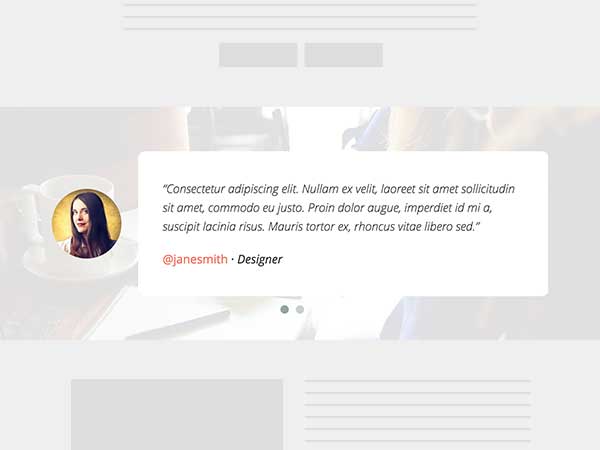 “Consectetur adipiscing elit. Nullam ex velit, laoreet sit amet sollicitudin
sit amet, commodo eu justo. Proin dolor augue, imperdiet id mi a,
suscipit lacinia risus. Mauris tortor ex, rhoncus vitae libero sed.”
@janesmith · Designer